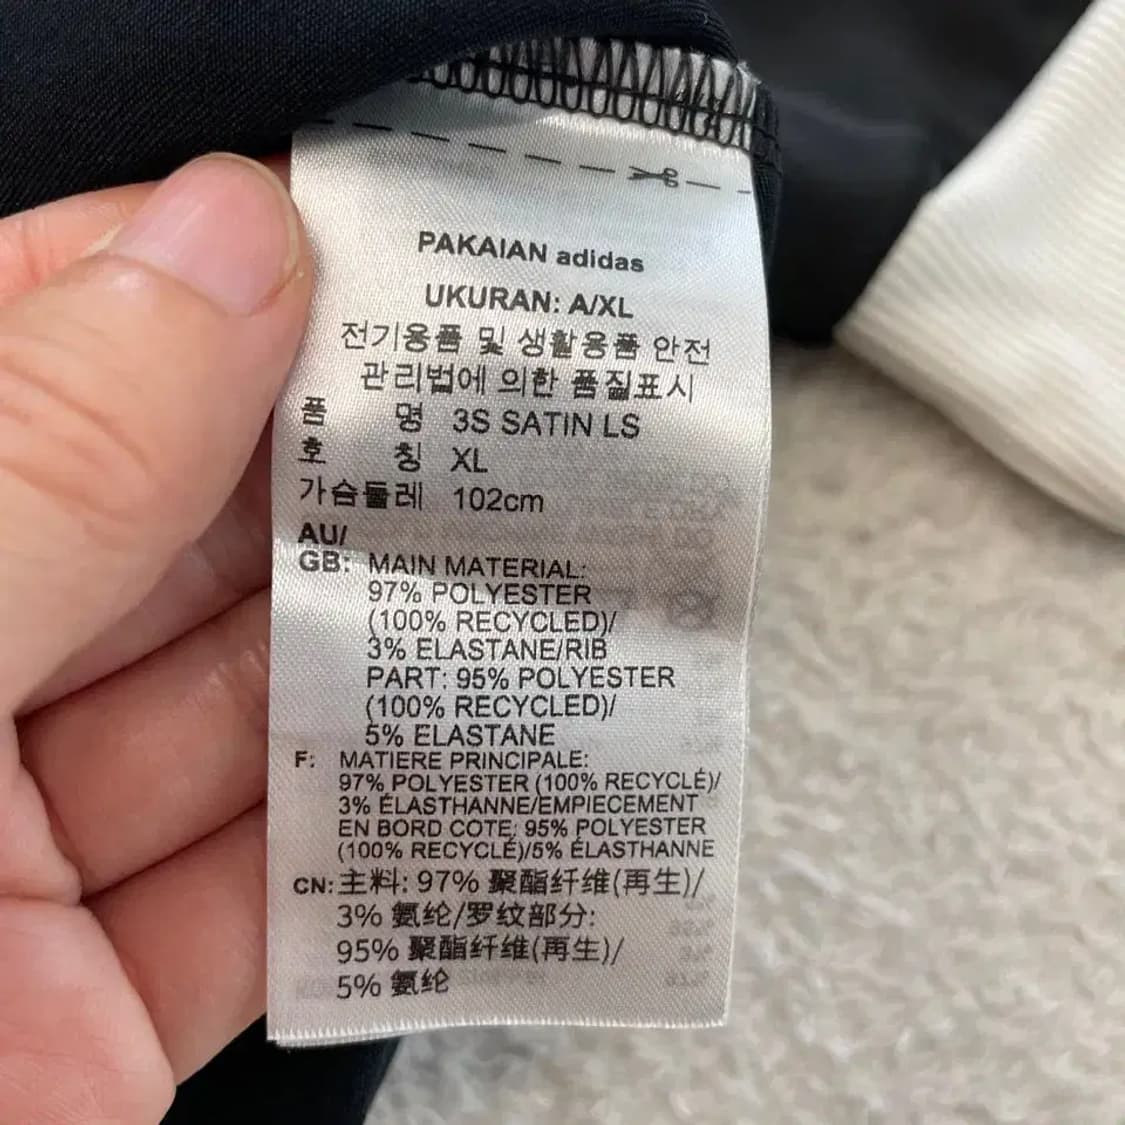 PAKAIAN adidas
UKURAN: A/XL
전기용품 및 생활용품 안전
관리법에 의한 품질표시
품 명 3S SATIN LS
호 칭 XL
가슴둘레 102cm
AU/
GB: MAIN MATERIAL:
97% POLYESTER
(100% RECYCLED)/
3% ELASTANE/RIB
PART: 95% POLYESTER
(100% RECYCLED)/
5% ELASTANE
F: MATIERE PRINCIPALE:
97% POLYESTER (100% RECYCLÉ)/
3% ÉLASTHANNE/EMPIECEMENT
EN BORD COTE: 95% POLYESTER
(100% RECYCLÉ)/5% ÉLASTHANNE
CN: 主料: 97% 聚酯纤维(再生)/
3% 氨纶/罗纹部分:
95% 聚酯纤维(再生)/
5% 氨纶